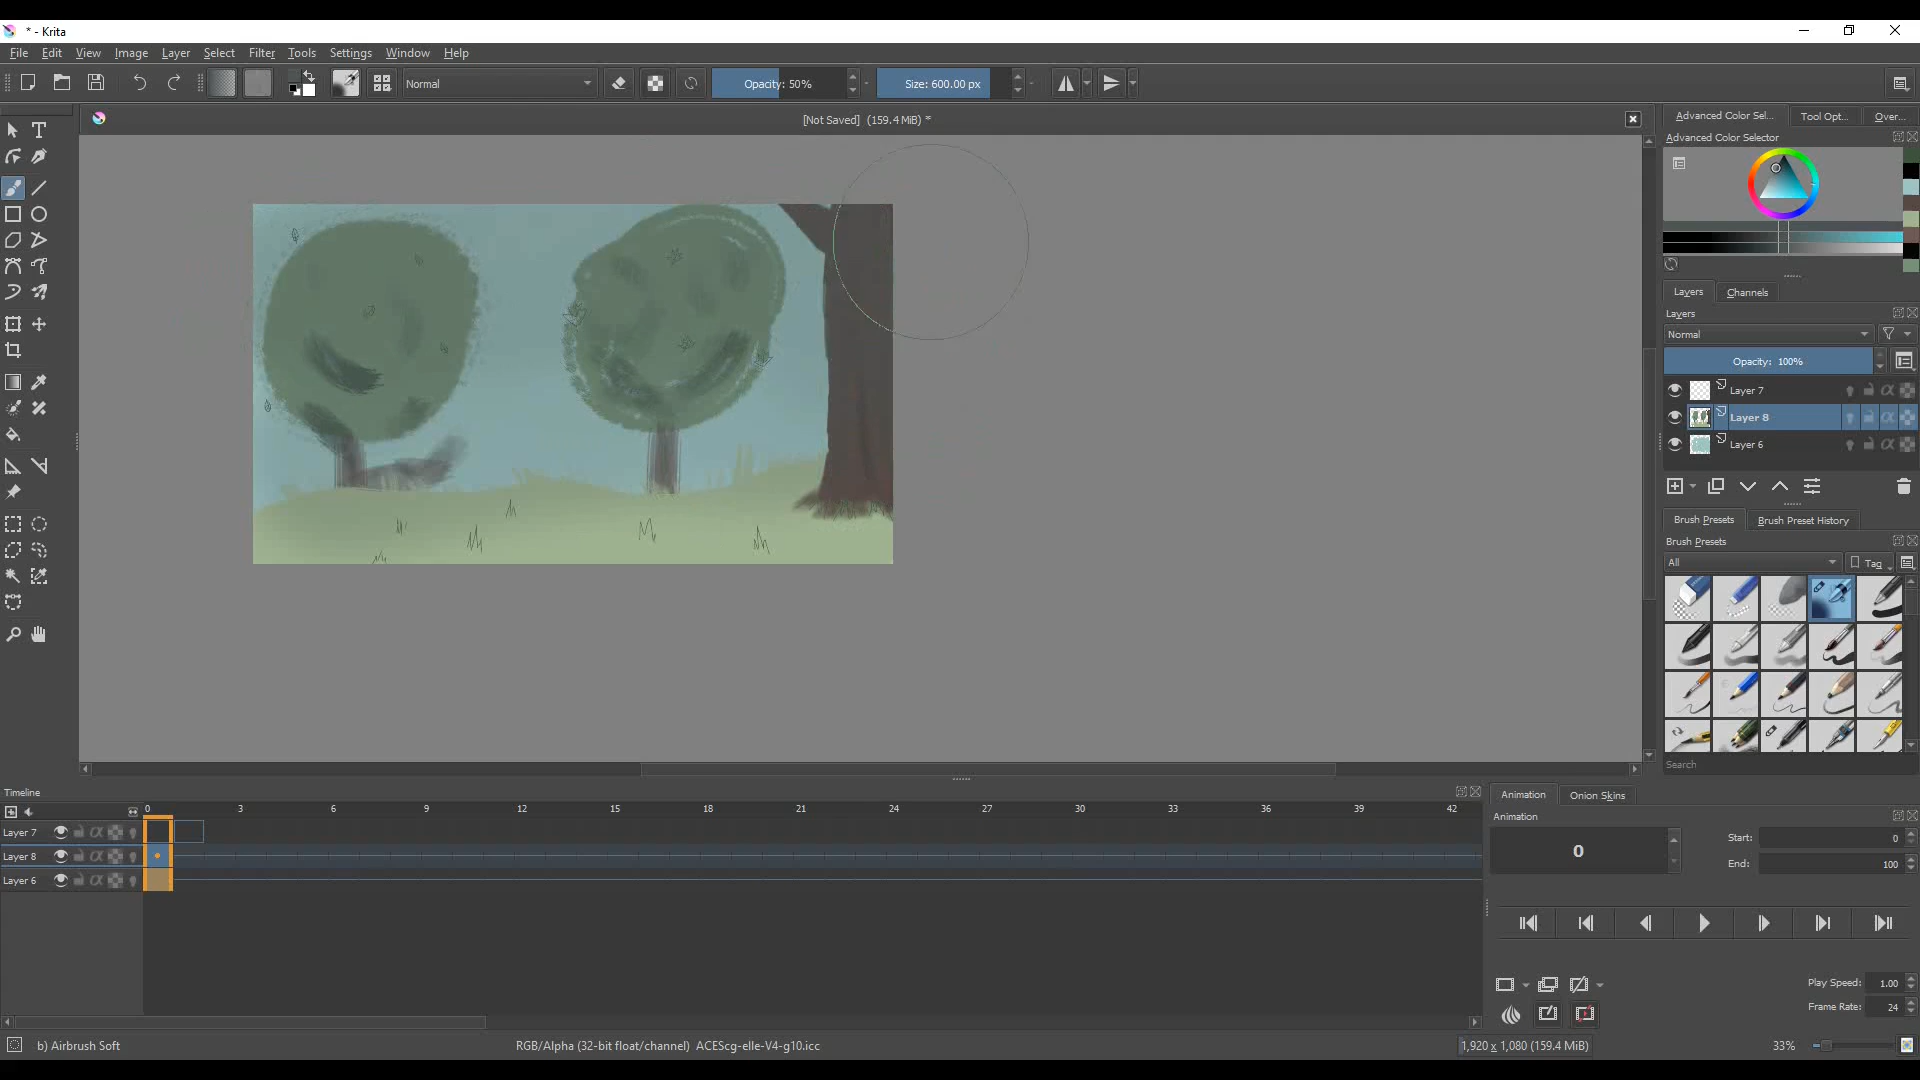 * - Krita
File Edit View Image Layer Select Filter Tools Settings Window Help
Normal
Opacity: 50%
Size: 600.00 px
[Not Saved] (159.4 MiB) *
Advanced Color Sel... Tool Opt... Over...
Advanced Color Selector
Layers Channels
Layers
Normal
Opacity: 100%
Layer 7
Layer 8
Layer 6
Brush Presets Brush Preset History
Brush Presets
All
Tag
Search
Timeline
0 3 6 9 12 15 18 21 24 27 30 33 36 39 42
Layer 7
Layer 8
Layer 6
Animation Onion Skins
Animation
0
Start: 0
End: 100
Play Speed: 1.00
Frame Rate: 24
b) Airbrush Soft
RGB/Alpha (32-bit float/channel) ACEScg-elle-V4-g10.icc
1,920 x 1,080 (159.4 MiB)
33%